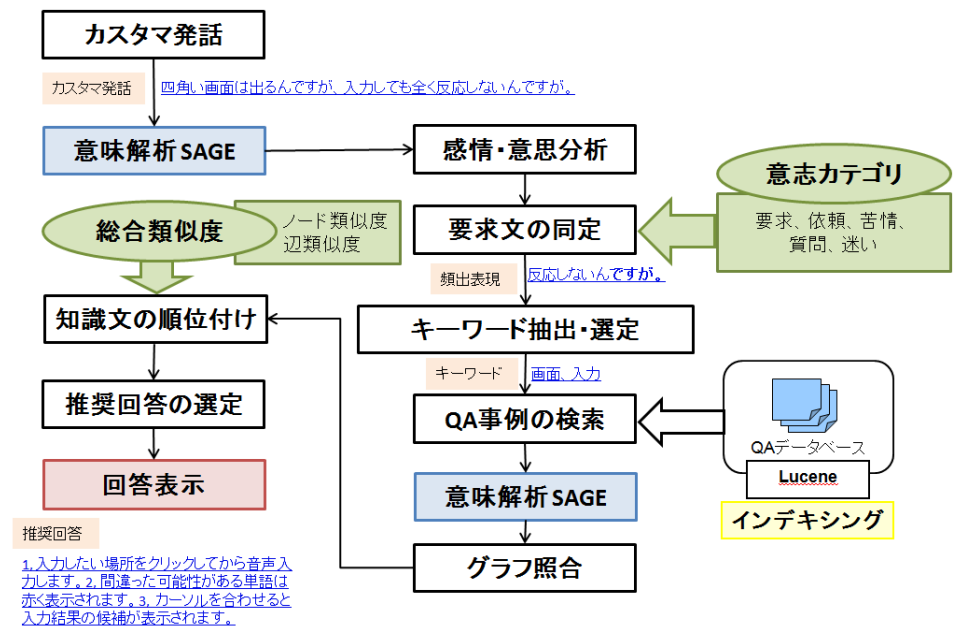 カスタマ発話
カスタマ発話
四角い画面は出るんですが、入力しても全く反応しないんですが。
意味解析 SAGE
感情・意思分析
意志カテゴリ
要求、依頼、苦情、
質問、迷い
要求文の同定
総合類似度
ノード類似度
辺類似度
頻出表現
反応しないんですが。
知識文の順位付け
キーワード抽出・選定
キーワード
画面、入力
推奨回答の選定
QA事例の検索
QAデータベース
Lucene
インデキシング
回答表示
意味解析 SAGE
グラフ照合
推奨回答
1, 入力したい場所をクリックしてから音声入
力します。2, 間違った可能性がある単語は
赤く表示されます。3, カーソルを合わせると
入力結果の候補が表示されます。